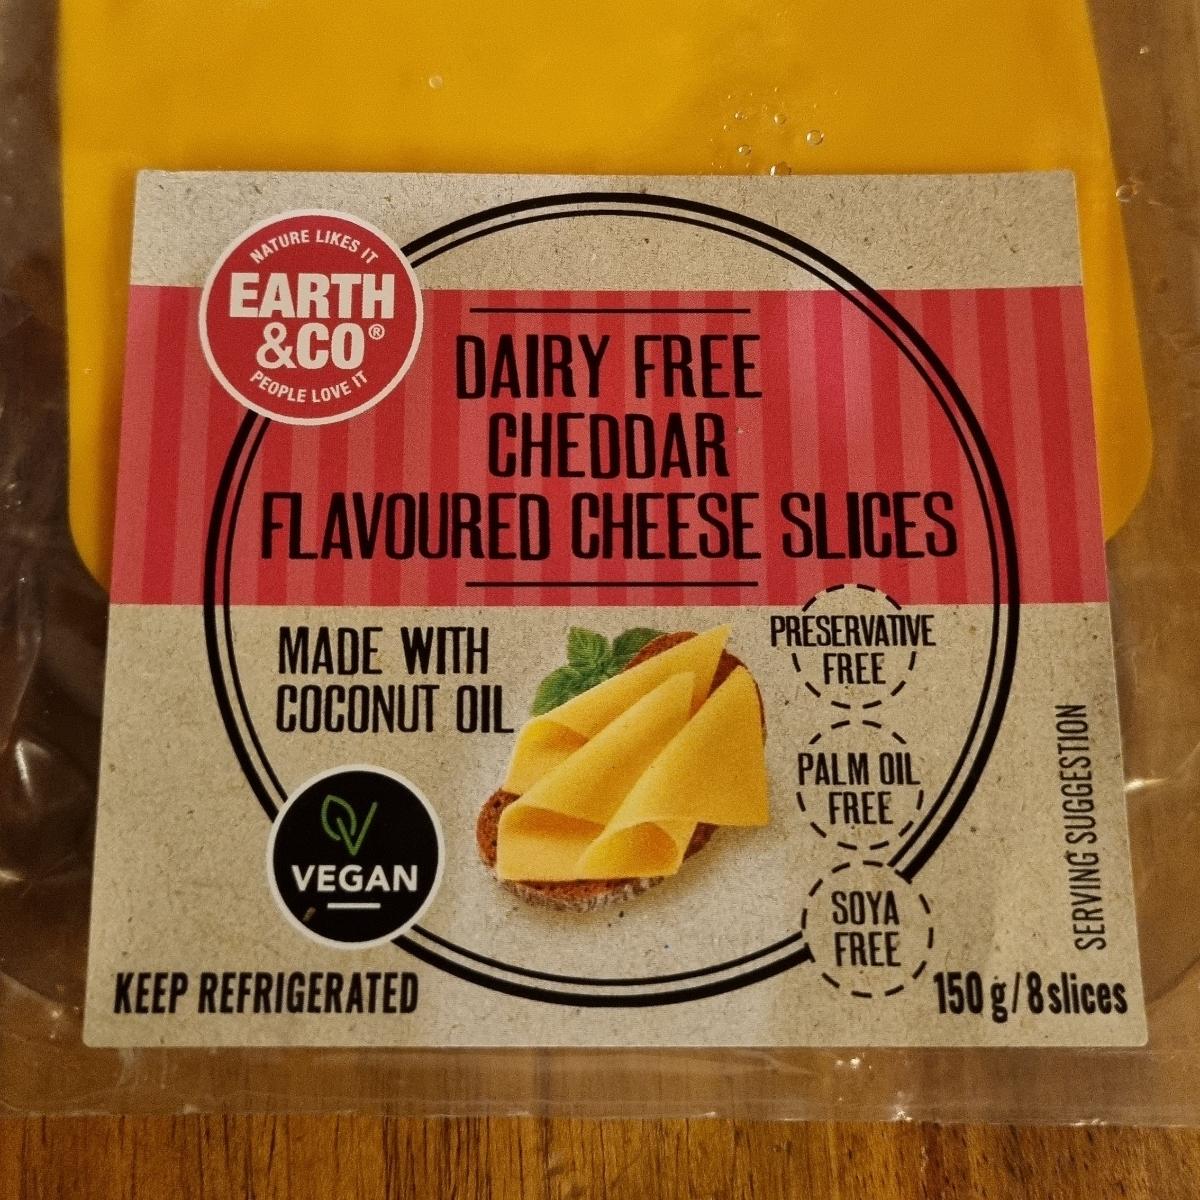 NATURE LIKES IT
EARTH
&CO®
PEOPLE LOVE IT
DAIRY FREE
CHEDDAR
FLAVOURED CHEESE SLICES
MADE WITH
COCONUT OIL
PRESERVATIVE
FREE
PALM OIL
FREE
SOYA
FREE
VEGAN
SERVING SUGGESTION
KEEP REFRIGERATED
150 g/8 slices